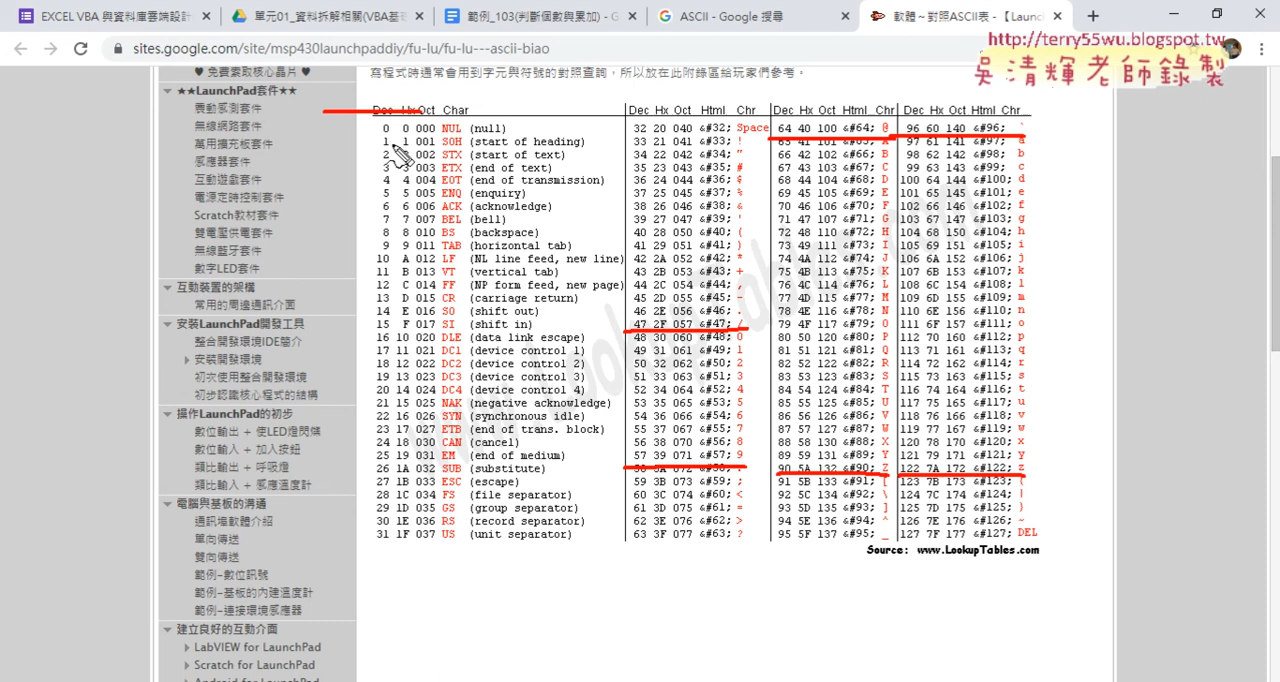 EXCEL VBA 與資料庫雲端設計
單元01_資料拆解相關(VBA基礎
範例_103(判斷個數與累加) - G
ASCII - Google 搜尋
軟體~對照ASCII表 - 【Launch
sites.google.com/site/msp430launchpaddiy/fu-lu/fu-lu---ascii-biao
http://terry55wu.blogspot.tw
吳清輝老師錄製
♥ 免費索取核心晶片 ♥
★★LaunchPad套件★★
震動感測套件
無線網路套件
萬用擴充板套件
感應器套件
互動遊戲套件
電源定時控制套件
Scratch教材套件
雙電壓供電套件
無線藍牙套件
數字LED套件
互動裝置的架構
常用的周邊通訊介面
安裝LaunchPad開發工具
整合開發環境IDE簡介
安裝開發環境
初次使用整合開發環境
初步認識核心程式的結構
操作LaunchPad的初步
數位輸出 + 使LED燈閃爍
數位輸入 + 加入按鈕
類比輸出 + 呼吸燈
類比輸入 + 感應溫度計
電腦與基板的溝通
通訊埠軟體介紹
單向傳送
雙向傳送
範例-數位訊號
範例-基板的內建溫度計
範例-連接環境感應器
建立良好的互動介面
LabVIEW for LaunchPad
Scratch for LaunchPad
Android for LaunchPad
寫程式時通常會用到字元與符號的對照查詢，所以放在此附錄區給玩家們參考。
Dec Hx Oct Char Dec Hx Oct Html Chr Dec Hx Oct Html Chr Dec Hx Oct Html Chr
0 0 000 NUL (null) 32 20 040 &#32; Space 64 40 100 &#64; @ 96 60 140 &#96; `
1 1 001 SOH (start of heading) 33 21 041 &#33; ! 65 41 101 &#65; A 97 61 141 &#97; a
2 2 002 STX (start of text) 34 22 042 &#34; " 66 42 102 &#66; B 98 62 142 &#98; b
3 3 003 ETX (end of text) 35 23 043 &#35; # 67 43 103 &#67; C 99 63 143 &#99; c
4 4 004 EOT (end of transmission) 36 24 044 &#36; $ 68 44 104 &#68; D 100 64 144 &#100; d
5 5 005 ENQ (enquiry) 37 25 045 &#37; % 69 45 105 &#69; E 101 65 145 &#101; e
6 6 006 ACK (acknowledge) 38 26 046 &#38; & 70 46 106 &#70; F 102 66 146 &#102; f
7 7 007 BEL (bell) 39 27 047 &#39; ' 71 47 107 &#71; G 103 67 147 &#103; g
8 8 010 BS (backspace) 40 28 050 &#40; ( 72 48 110 &#72; H 104 68 150 &#104; h
9 9 011 TAB (horizontal tab) 41 29 051 &#41; ) 73 49 111 &#73; I 105 69 151 &#105; i
10 A 012 LF (NL line feed, new line) 42 2A 052 &#42; * 74 4A 112 &#74; J 106 6A 152 &#106; j
11 B 013 VT (vertical tab) 43 2B 053 &#43; + 75 4B 113 &#75; K 107 6B 153 &#107; k
12 C 014 FF (NP form feed, new page) 44 2C 054 &#44; , 76 4C 114 &#76; L 108 6C 154 &#108; l
13 D 015 CR (carriage return) 45 2D 055 &#45; - 77 4D 115 &#77; M 109 6D 155 &#109; m
14 E 016 SO (shift out) 46 2E 056 &#46; . 78 4E 116 &#78; N 110 6E 156 &#110; n
15 F 017 SI (shift in) 47 2F 057 &#47; / 79 4F 117 &#79; O 111 6F 157 &#111; o
16 10 020 DLE (data link escape) 48 30 060 &#48; 0 80 50 120 &#80; P 112 70 160 &#112; p
17 11 021 DC1 (device control 1) 49 31 061 &#49; 1 81 51 121 &#81; Q 113 71 161 &#113; q
18 12 022 DC2 (device control 2) 50 32 062 &#50; 2 82 52 122 &#82; R 114 72 162 &#114; r
19 13 023 DC3 (device control 3) 51 33 063 &#51; 3 83 53 123 &#83; S 115 73 163 &#115; s
20 14 024 DC4 (device control 4) 52 34 064 &#52; 4 84 54 124 &#84; T 116 74 164 &#116; t
21 15 025 NAK (negative acknowledge) 53 35 065 &#53; 5 85 55 125 &#85; U 117 75 165 &#117; u
22 16 026 SYN (synchronous idle) 54 36 066 &#54; 6 86 56 126 &#86; V 118 76 166 &#118; v
23 17 027 ETB (end of trans. block) 55 37 067 &#55; 7 87 57 127 &#87; W 119 77 167 &#119; w
24 18 030 CAN (cancel) 56 38 070 &#56; 8 88 58 130 &#88; X 120 78 170 &#120; x
25 19 031 EM (end of medium) 57 39 071 &#57; 9 89 59 131 &#89; Y 121 79 171 &#121; y
26 1A 032 SUB (substitute) 58 3A 072 &#58; : 90 5A 132 &#90; Z 122 7A 172 &#122; z
27 1B 033 ESC (escape) 59 3B 073 &#59; ; 91 5B 133 &#91; [ 123 7B 173 &#123; {
28 1C 034 FS (file separator) 60 3C 074 &#60; < 92 5C 134 &#92; \ 124 7C 174 &#124; |
29 1D 035 GS (group separator) 61 3D 075 &#61; = 93 5D 135 &#93; ] 125 7D 175 &#125; }
30 1E 036 RS (record separator) 62 3E 076 &#62; > 94 5E 136 &#94; ^ 126 7E 176 &#126; ~
31 1F 037 US (unit separator) 63 3F 077 &#63; ? 95 5F 137 &#95; _ 127 7F 177 &#127; DEL
Source: www.LookupTables.com